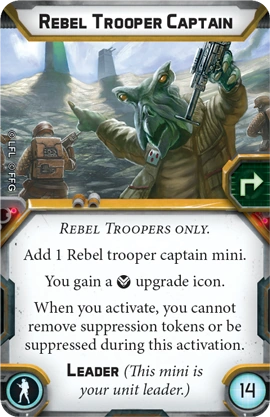 Rebel Trooper Captain
©LFL ©FFG
Rebel Troopers only.
Add 1 Rebel trooper captain mini.
You gain a upgrade icon.
When you activate, you cannot
remove suppression tokens or be
suppressed during this activation.
Leader (This mini is
your unit leader.)
14